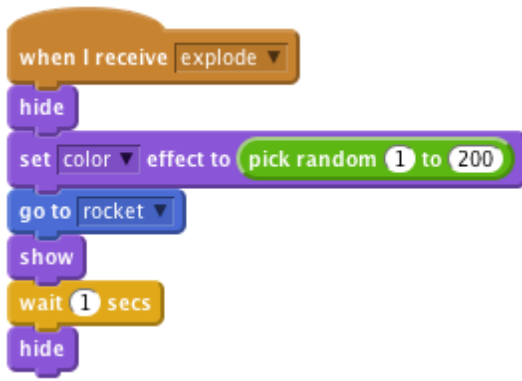 when I receive explode
hide
set color effect to pick random 1 to 200
go to rocket
show
wait 1 secs
hide